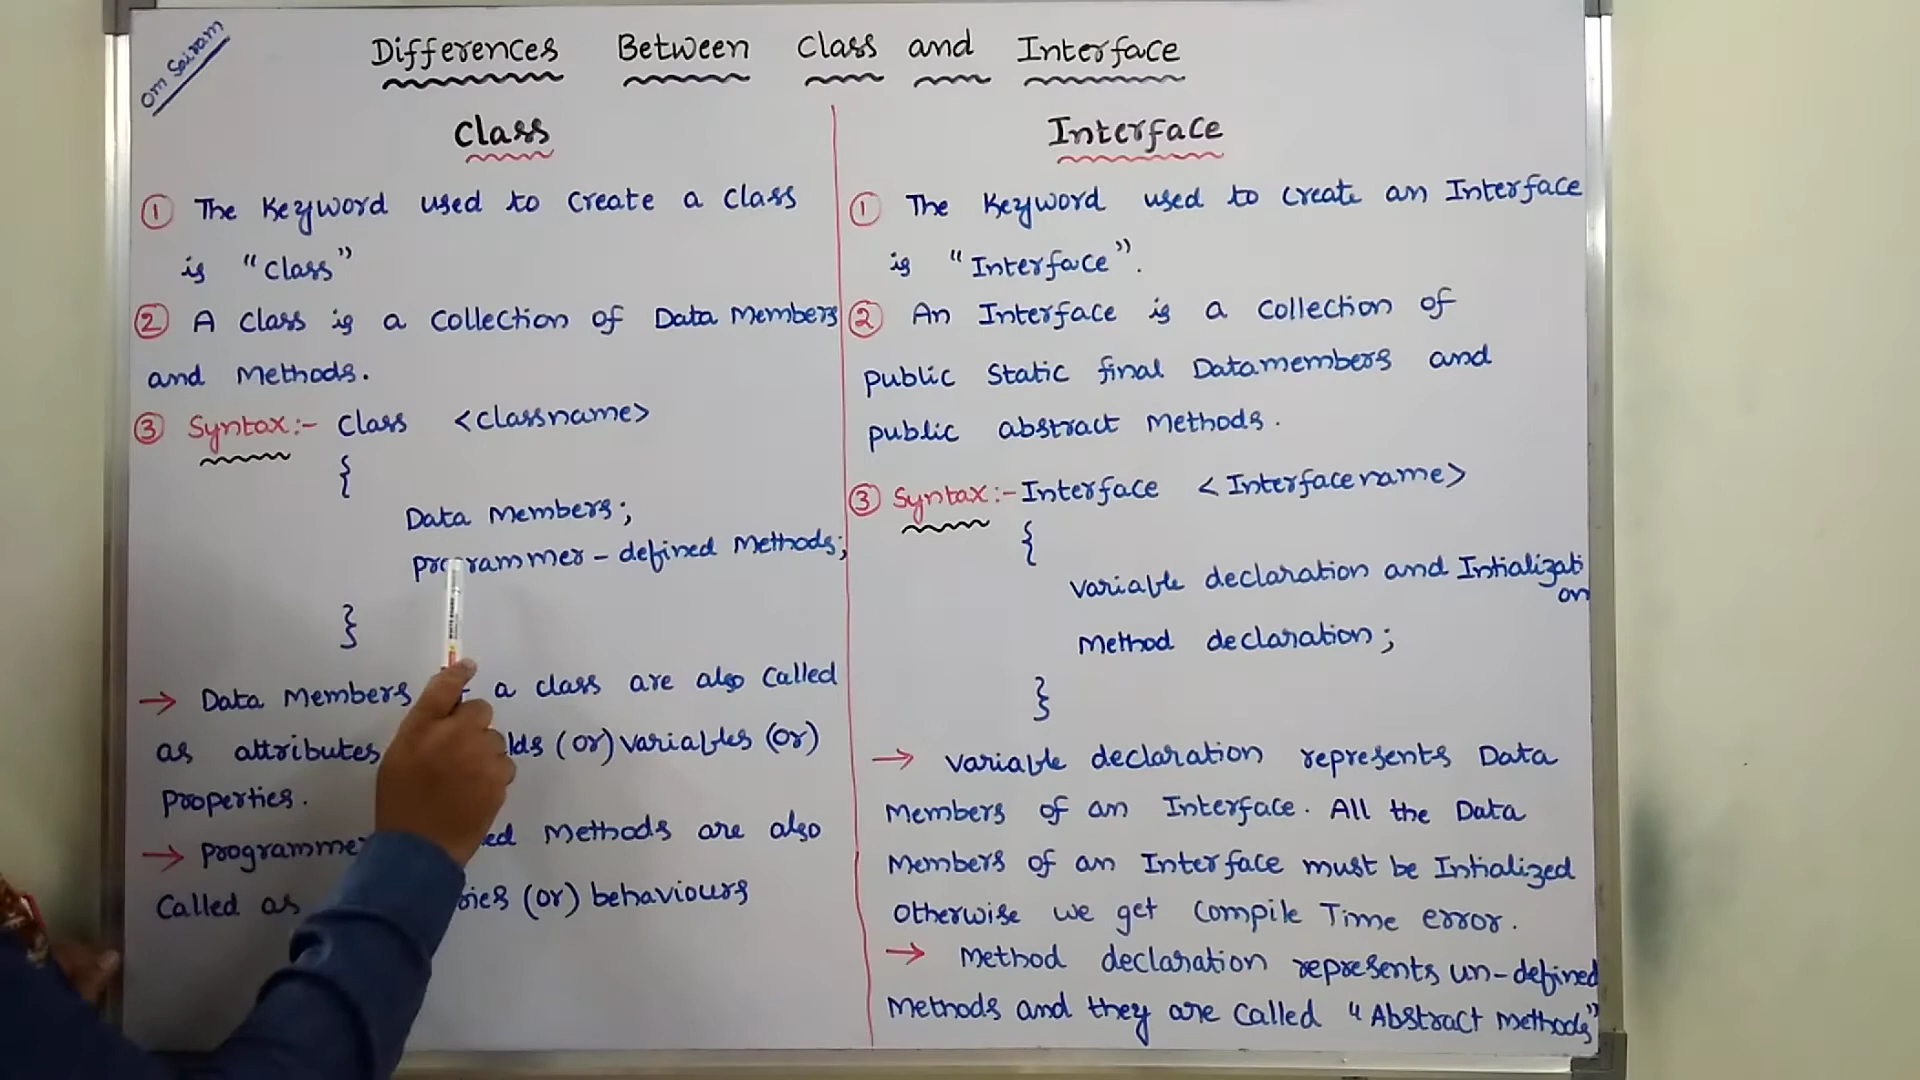 Om Sairam
Differences Between Class and Interface
Class
① The Keyword used to Create a Class
is "Class"
② A Class is a Collection of Data Members
and Methods.
③ Syntax:- Class <classname>
{
Data Members;
programmer-defined Methods;
}
→ Data Members a class are also Called
as attributes (or) variables (or)
Properties.
→ programmer Methods are also
Called as (or) behaviours
Interface
① The Keyword used to Create an Interface
is "Interface".
② An Interface is a Collection of
public Static final Datamembers and
public abstract Methods.
③ Syntax:- Interface <Interfacename>
{
variable declaration and Intializati
on
Method declaration;
}
→ variable declaration represents Data
Members of an Interface. All the Data
Members of an Interface must be Intialized
Otherwise we get Compile Time error.
→ Method declaration represents un-defined
Methods and they are Called "Abstract Methods"